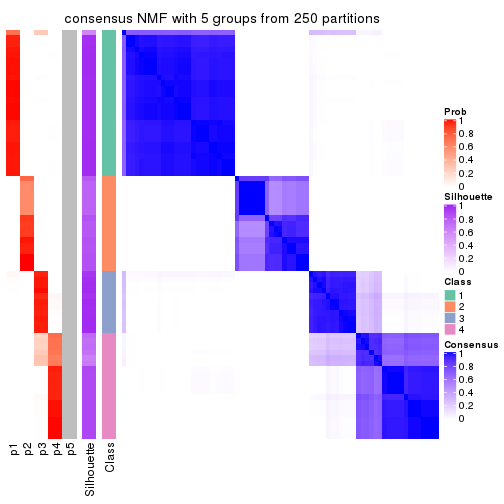 consensus NMF with 5 groups from 250 partitions
Prob
1
0.8
0.6
0.4
0.2
0
Silhouette
1
0.8
0.6
0.4
0.2
0
Class
1
2
3
4
Consensus
1
0.8
0.6
0.4
0.2
0
p1
p2
p3
p4
p5
Silhouette
Class